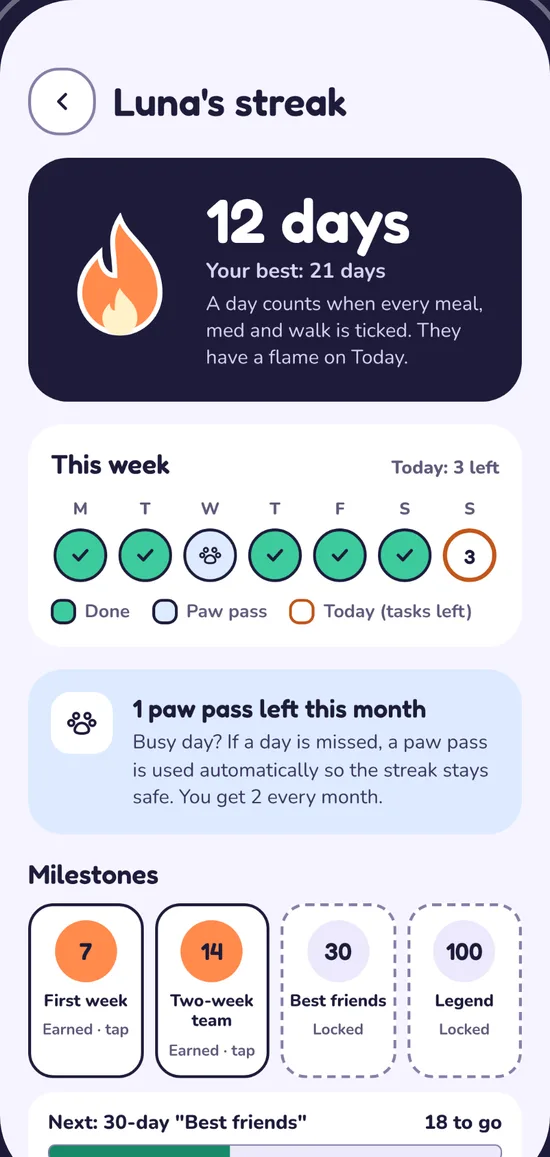 Luna's streak
12 days
Your best: 21 days
A day counts when every meal,
med and walk is ticked. They
have a flame on Today.
This week
Today: 3 left
M T W T F S S
3
Done
Paw pass
Today (tasks left)
1 paw pass left this month
Busy day? If a day is missed, a paw pass
is used automatically so the streak stays
safe. You get 2 every month.
Milestones
7
First week
Earned · tap
14
Two-week
team
Earned · tap
30
Best friends
Locked
100
Legend
Locked
Next: 30-day "Best friends"
18 to go